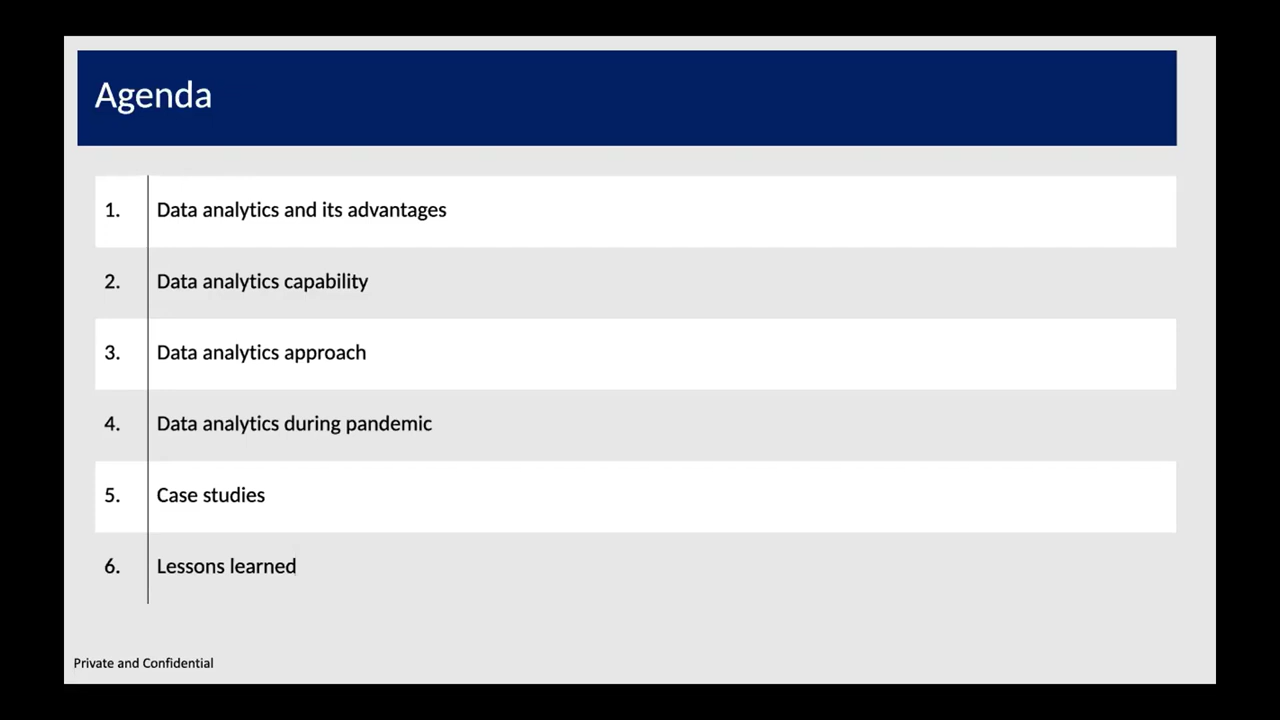 Agenda
1. Data analytics and its advantages
2. Data analytics capability
3. Data analytics approach
4. Data analytics during pandemic
5. Case studies
6. Lessons learned
Private and Confidential